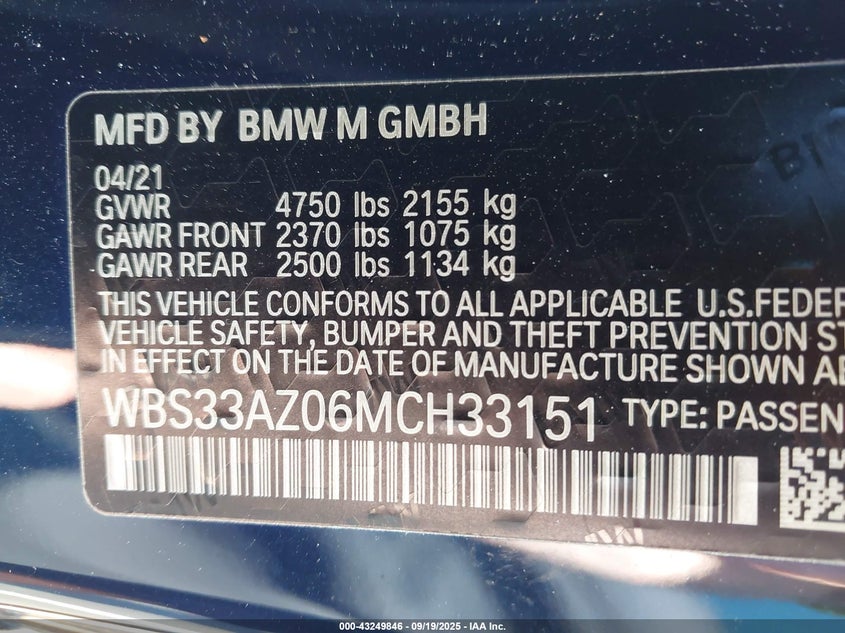 MFD BY BMW M GMBH
04/21
GVWR 4750 lbs 2155 kg
GAWR FRONT 2370 lbs 1075 kg
GAWR REAR 2500 lbs 1134 kg
THIS VEHICLE CONFORMS TO ALL APPLICABLE U.S.FEDER
VEHICLE SAFETY, BUMPER AND THEFT PREVENTION ST
IN EFFECT ON THE DATE OF MANUFACTURE SHOWN AB
WBS33AZ06MCH33151 TYPE: PASSEN
000-43249846 - 09/19/2025 - IAA Inc.